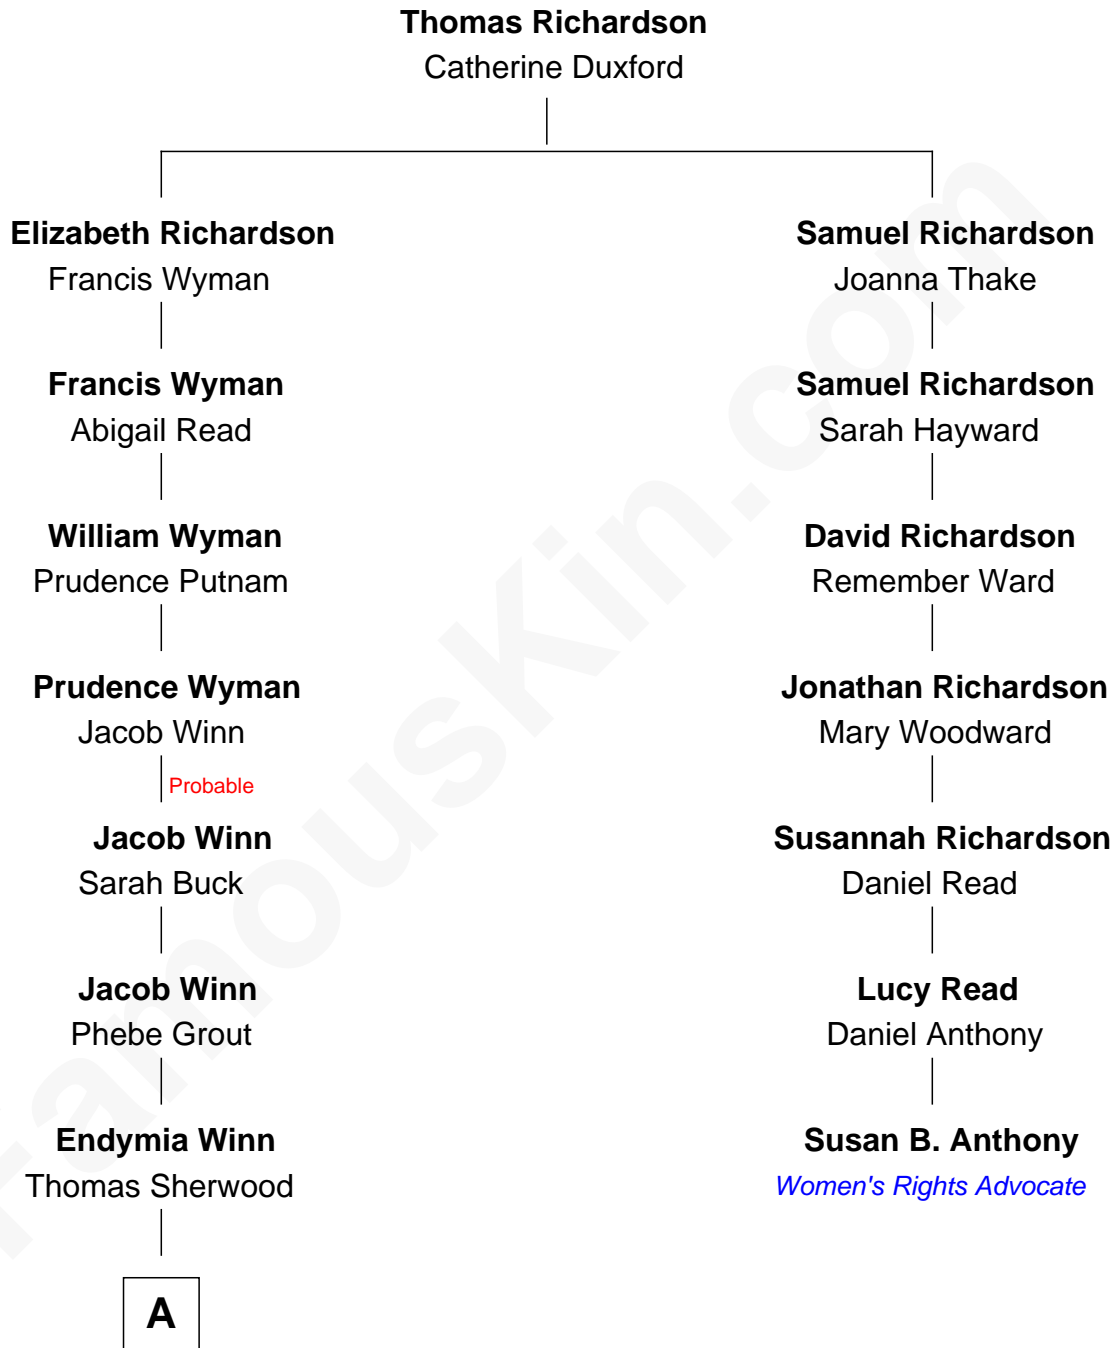 Thomas Richardson
Catherine Duxford
Elizabeth Richardson
Francis Wyman
Francis Wyman
Abigail Read
William Wyman
Prudence Putnam
Prudence Wyman
Jacob Winn
Probable
Jacob Winn
Sarah Buck
Jacob Winn
Phebe Grout
Endymia Winn
Thomas Sherwood
A
Samuel Richardson
Joanna Thake
Samuel Richardson
Sarah Hayward
David Richardson
Remember Ward
Jonathan Richardson
Mary Woodward
Susannah Richardson
Daniel Read
Lucy Read
Daniel Anthony
Susan B. Anthony
Women's Rights Advocate
FamousKin.com